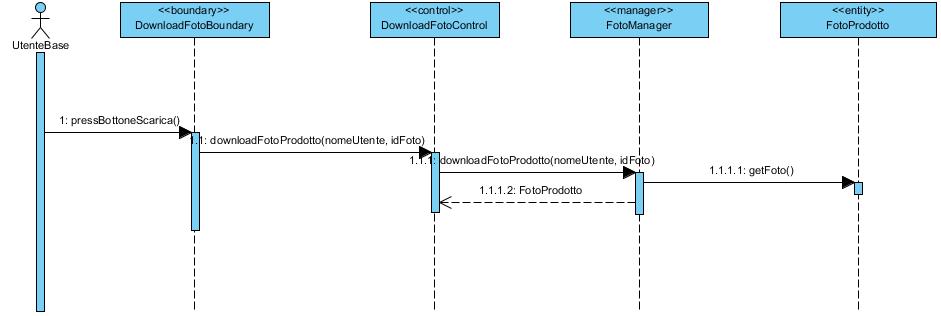 <<boundary>>
DownloadFotoBoundary
<<control>>
DownloadFotoControl
<<manager>>
FotoManager
<<entity>>
FotoProdotto
UtenteBase
1: pressBottoneScarica()
1.1: downloadFotoProdotto(nomeUtente, idFoto)
1.1.1: downloadFotoProdotto(nomeUtente, idFoto)
1.1.1.1: getFoto()
1.1.1.2: FotoProdotto